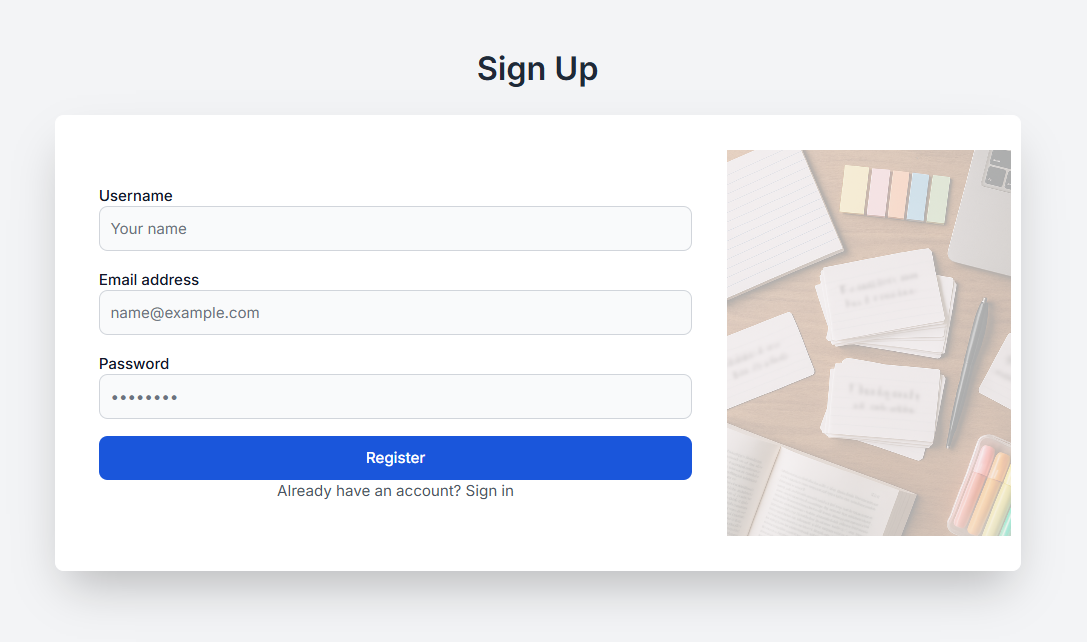 Sign Up
Username
Your name
Email address
name@example.com
Password
••••••••
Register
Already have an account? Sign in